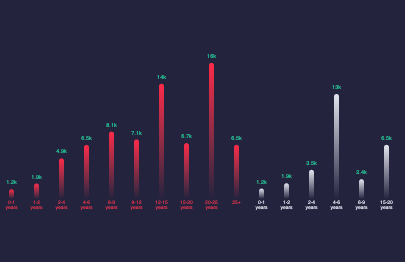 16k
14k
13k
8.1k
7.1k
6.5k
6.7k
6.5k
6.5k
4.9k
3.5k
2.4k
1.2k
1.9k
1.2k
1.9k
0-1 years
1-2 years
2-4 years
4-6 years
6-9 years
9-12 years
12-15 years
15-20 years
20-25 years
25+
0-1 years
1-2 years
2-4 years
4-6 years
6-9 years
15-20 years